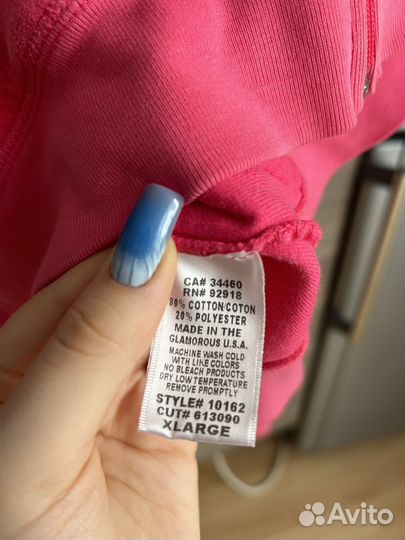 CA# 34460
RN# 92918
80% COTTON/COTON
20% POLYESTER
MADE IN THE
GLAMOROUS U.S.A.
MACHINE WASH COLD
WITH LIKE COLORS
NO BLEACH PRODUCTS
DRY LOW TEMPERATURE
REMOVE PROMPTLY
STYLE# 10162
CUT# 613090
XLARGE
Avito